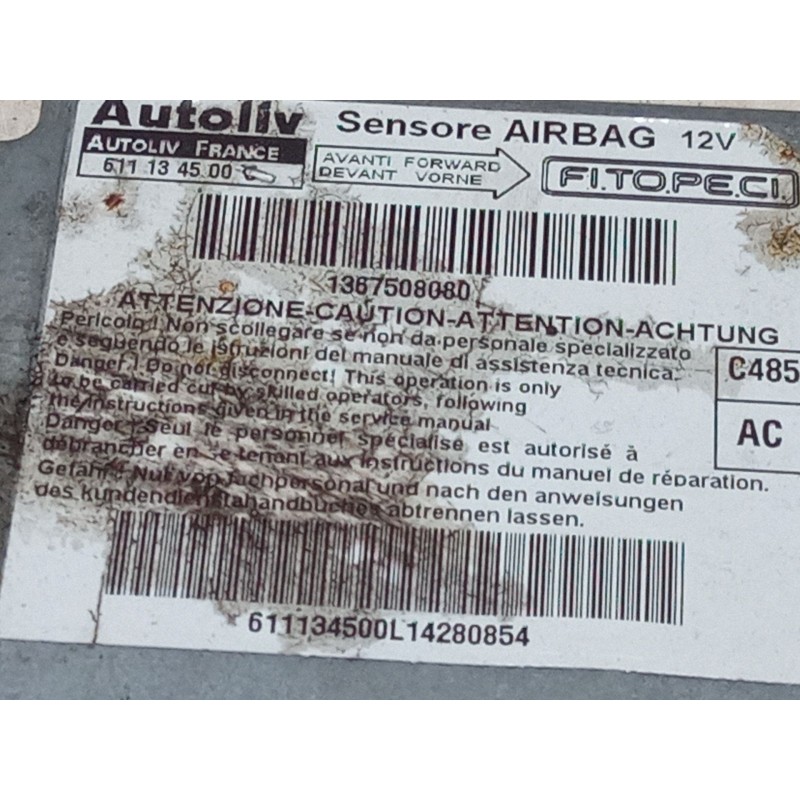 Autoliv
Sensore AIRBAG 12V
AUTOLIV FRANCE
611 13 45 00 C
AVANTI FORWARD
DEVANT VORNE
FI.TO.PE.CI.
1367508080
ATTENZIONE-CAUTION-ATTENTION-ACHTUNG
Pericolo! Non scollegare se non da personale specializzato
e seguendo le istruzioni del manuale di assistenza tecnica.
Danger! Do not disconnect! This operation is only
to be carried out by skilled operators, following
the instructions given in the service manual
Danger! Seul le personnel spécialisé est autorisé à
débrancher en se tenant aux instructions du manuel de réparation.
Gefahr! Nur von fachpersonal und nach den anweisungen
des kundendienstahandbuches abtrennen lassen.
C485
AC
611134500L14280854